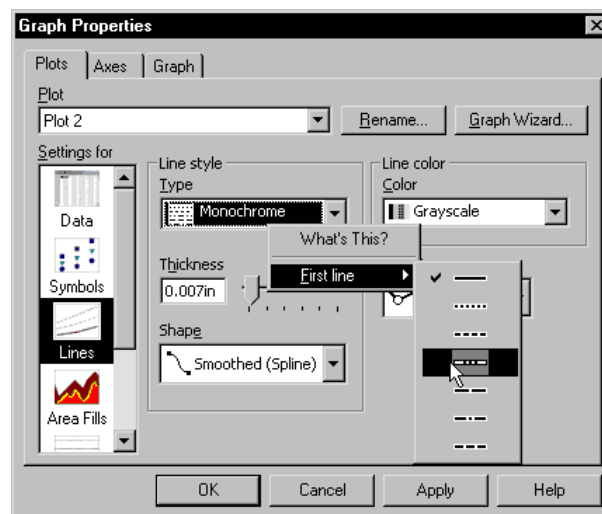 Graph Properties
Plots Axes Graph
Plot
Plot 2 Rename... Graph Wizard...
Settings for
Data
Symbols
Lines
Area Fills
Line style
Type
Monochrome
Line color
Color
Grayscale
What's This?
First line
Thickness
0.007in
Shape
Smoothed (Spline)
OK Cancel Apply Help